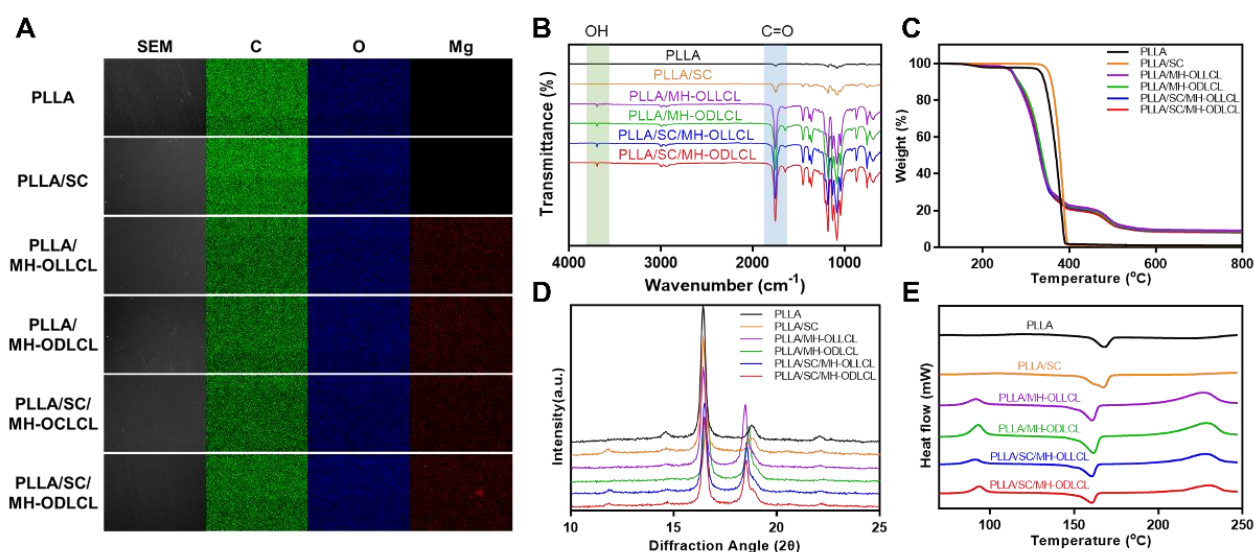 A
SEM
C
O
Mg
PLLA
PLLA/SC
PLLA/
MH-OLLCL
PLLA/
MH-ODLCL
PLLA/SC/
MH-OCLCL
PLLA/SC/
MH-ODLCL
B
OH
C=O
PLLA
PLLA/SC
PLLA/MH-OLLCL
PLLA/MH-ODLCL
PLLA/SC/MH-OLLCL
PLLA/SC/MH-ODLCL
Transmittance (%)
4000
3000
2000
1000
Wavenumber (cm⁻¹)
C
PLLA
PLLA/SC
PLLA/MH-OLLCL
PLLA/MH-ODLCL
PLLA/SC/MH-OLLCL
PLLA/SC/MH-ODLCL
Weight (%)
100
80
60
40
20
0
200
400
600
800
Temperature (°C)
D
PLLA
PLLA/SC
PLLA/MH-OLLCL
PLLA/MH-ODLCL
PLLA/SC/MH-OLLCL
PLLA/SC/MH-ODLCL
Intensity(a.u.)
10
13
16
19
22
25
Diffraction Angle (2θ)
E
PLLA
PLLA/SC
PLLA/MH-OLLCL
PLLA/MH-ODLCL
PLLA/SC/MH-OLLCL
PLLA/SC/MH-ODLCL
Heat flow (mW)
100
150
200
250
Temperature (°C)